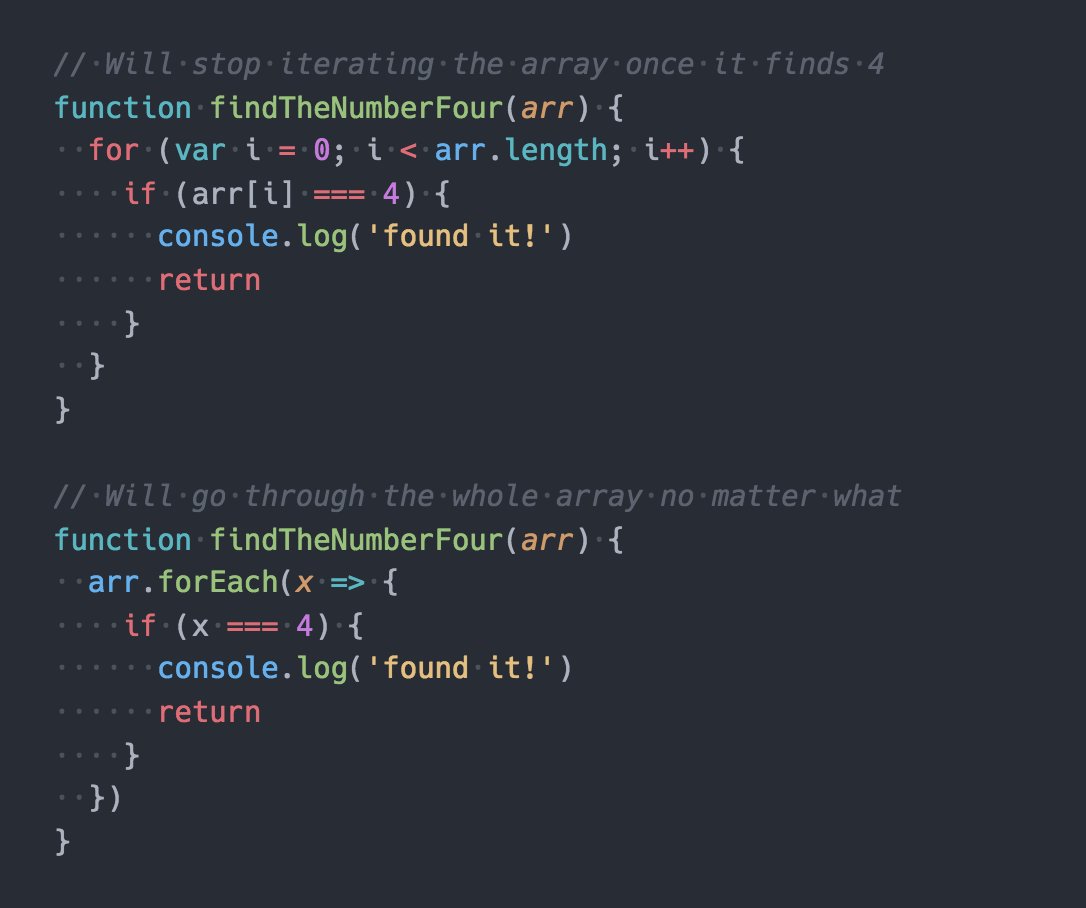 // Will stop iterating the array once it finds 4
function findTheNumberFour(arr) {
  for (var i = 0; i < arr.length; i++) {
    if (arr[i] === 4) {
      console.log('found it!')
      return
    }
  }
}

// Will go through the whole array no matter what
function findTheNumberFour(arr) {
  arr.forEach(x => {
    if (x === 4) {
      console.log('found it!')
      return
    }
  })
}